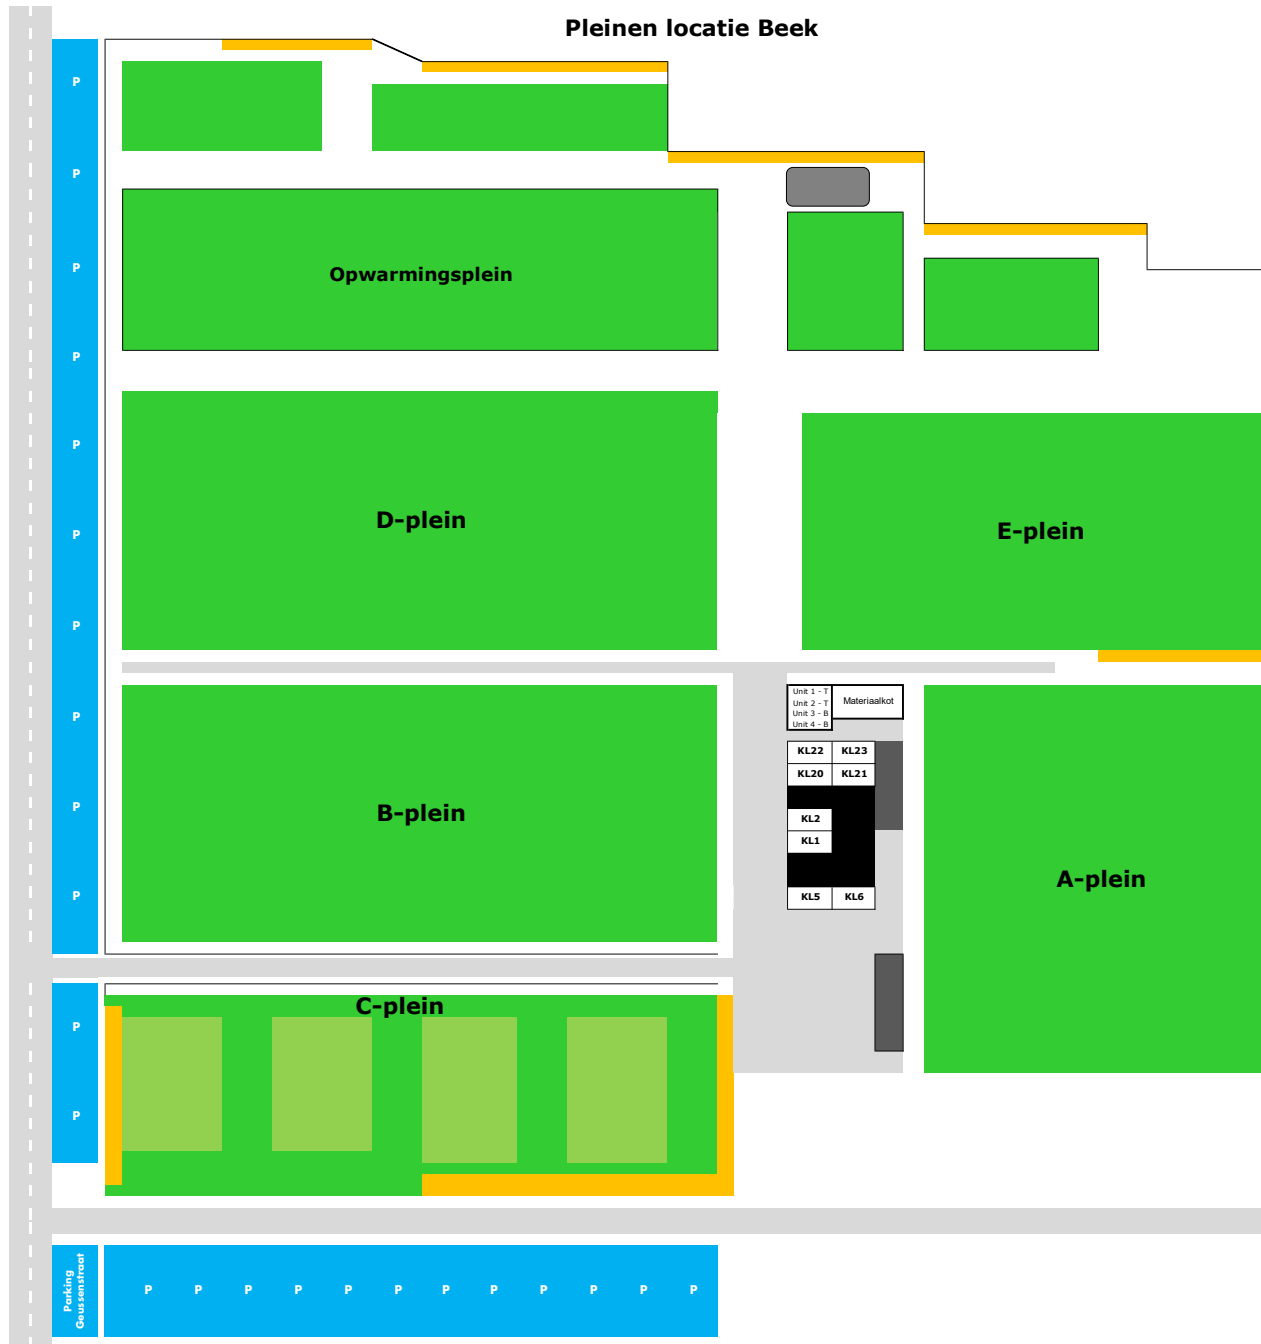 Pleinen locatie Beek
P
P
P
Opwarmingsplein
P
P
D-plein
E-plein
P
P
Unit 1 - T
Unit 2 - T
Unit 3 - B
Unit 4 - B
Materiaalkot
P
KL22 KL23
KL20 KL21
P
B-plein
KL2
KL1
A-plein
P
KL5 KL6
C-plein
P
P
Parking
Geussenstraat
P P P P P P P P P P P P